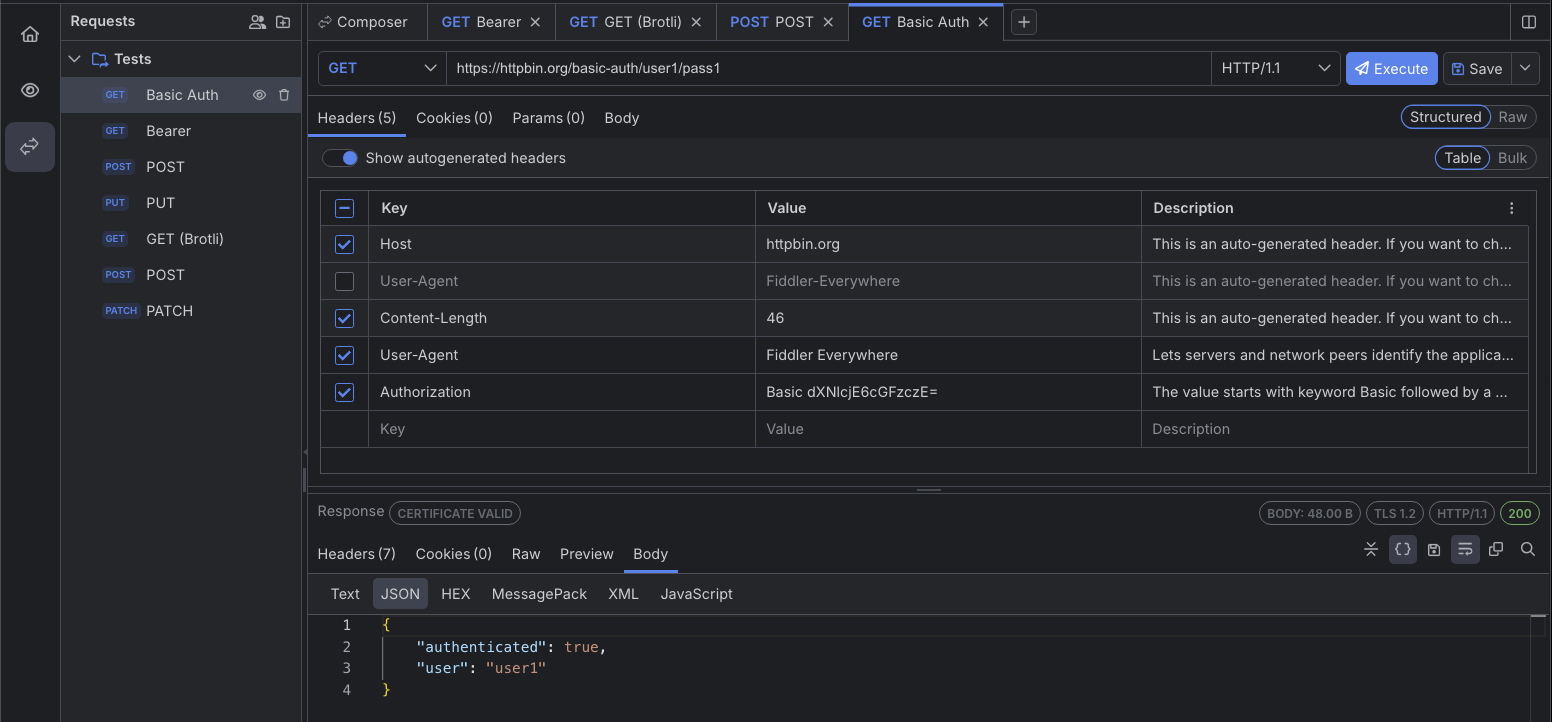 Requests
Composer
GET Bearer
GET GET (Brotli)
POST POST
GET Basic Auth
Tests
GET Basic Auth
GET Bearer
POST POST
PUT PUT
GET GET (Brotli)
POST POST
PATCH PATCH
GET https://httpbin.org/basic-auth/user1/pass1 HTTP/1.1 Execute Save
Headers (5) Cookies (0) Params (0) Body Structured Raw
Show autogenerated headers Table Bulk
Key Value Description
Host httpbin.org This is an auto-generated header. If you want to ch...
User-Agent Fiddler-Everywhere This is an auto-generated header. If you want to ch...
Content-Length 46 This is an auto-generated header. If you want to ch...
User-Agent Fiddler Everywhere Lets servers and network peers identify the applica...
Authorization Basic dXNlcjE6cGFzczE= The value starts with keyword Basic followed by a ...
Key Value Description
Response CERTIFICATE VALID BODY: 48.00 B TLS 1.2 HTTP/1.1 200
Headers (7) Cookies (0) Raw Preview Body
Text JSON HEX MessagePack XML JavaScript
1 {
2 "authenticated": true,
3 "user": "user1"
4 }